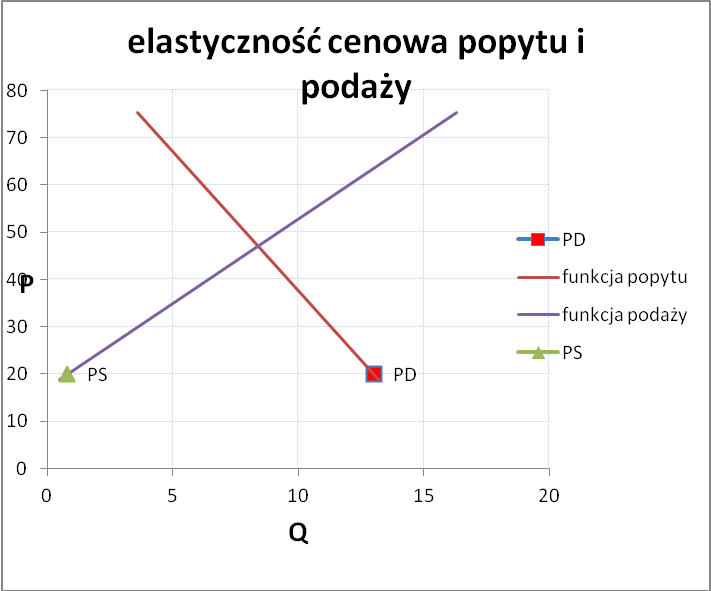 elastyczność cenowa popytu i
podaży
80
70
60
50
40
30
20
10
0
P
PS
PD
0 5 10 15 20
Q
PD
funkcja popytu
funkcja podaży
PS